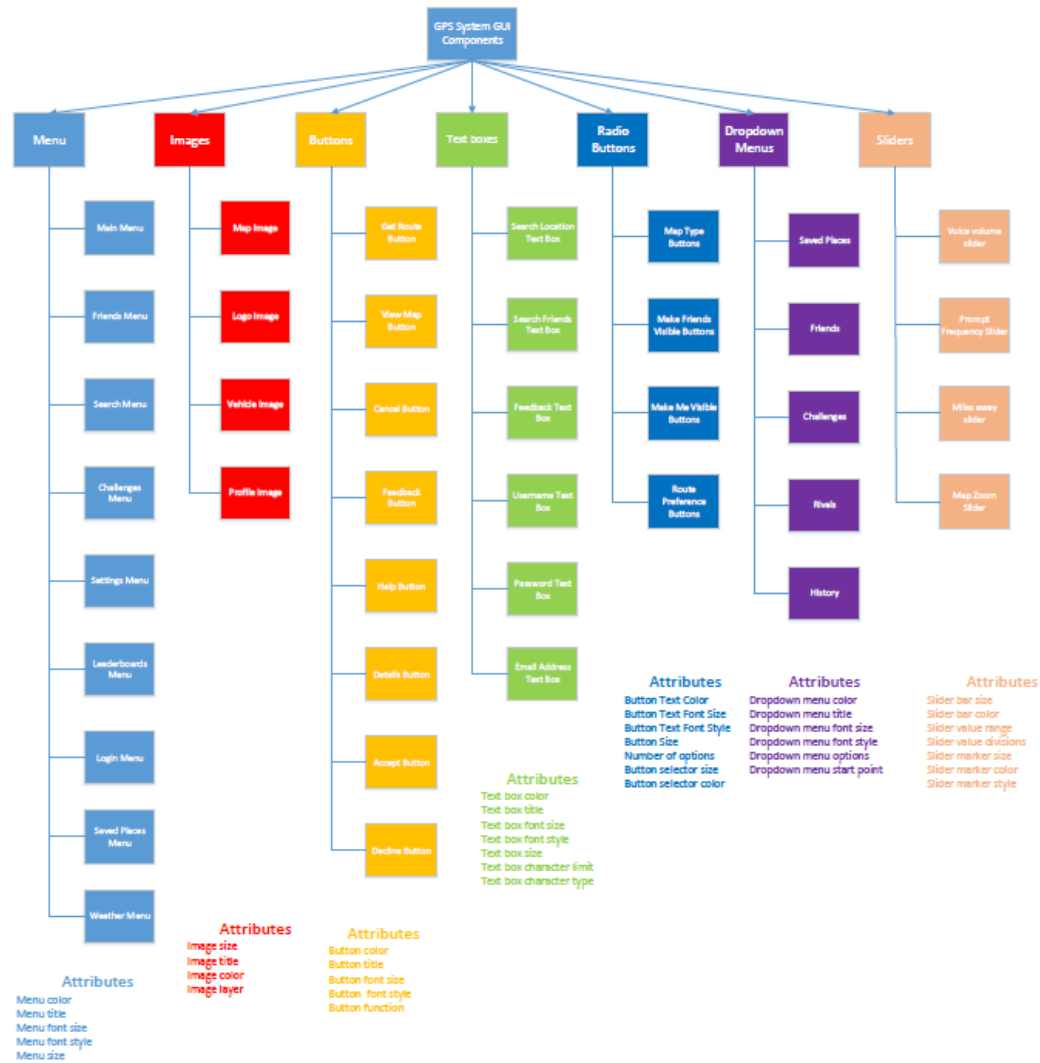 GPS System GUI
Components
Menu
Images
Buttons
Text boxes
Radio
Buttons
Dropdown
Menus
Sliders
Main Menu
Friends Menu
Search Menu
Challenges
Menu
Settings Menu
Leaderboards
Menu
Login Menu
Saved Places
Menu
Weather Menu
Attributes
Menu color
Menu title
Menu font size
Menu font style
Menu size
Map Image
Logo Image
Vehicle Image
Profile Image
Attributes
Image size
Image title
Image color
Image layer
Get Route
Button
View Map
Button
Cancel Button
Feedback
Button
Help Button
Details Button
Accept Button
Decline Button
Attributes
Button color
Button title
Button font size
Button font style
Button function
Search Location
Text Box
Search Friends
Text Box
Feedback Text
Box
Username Text
Box
Password Text
Box
Email Address
Text Box
Attributes
Text box color
Text box title
Text box font size
Text box font style
Text box size
Text box character limit
Text box character type
Map Type
Buttons
Make Friends
Visible Buttons
Make Me Visible
Buttons
Route
Preference
Buttons
Attributes
Button Text Color
Button Text Font Size
Button Text Font Style
Button Size
Number of options
Button selector size
Button selector color
Saved Places
Friends
Challenges
Rivals
History
Attributes
Dropdown menu color
Dropdown menu title
Dropdown menu font size
Dropdown menu font style
Dropdown menu options
Dropdown menu start point
Voice volume
slider
Prompt
Frequency Slider
Miles away
slider
Map Zoom
Slider
Attributes
Slider bar size
Slider bar color
Slider value range
Slider value divisions
Slider marker size
Slider marker color
Slider marker style